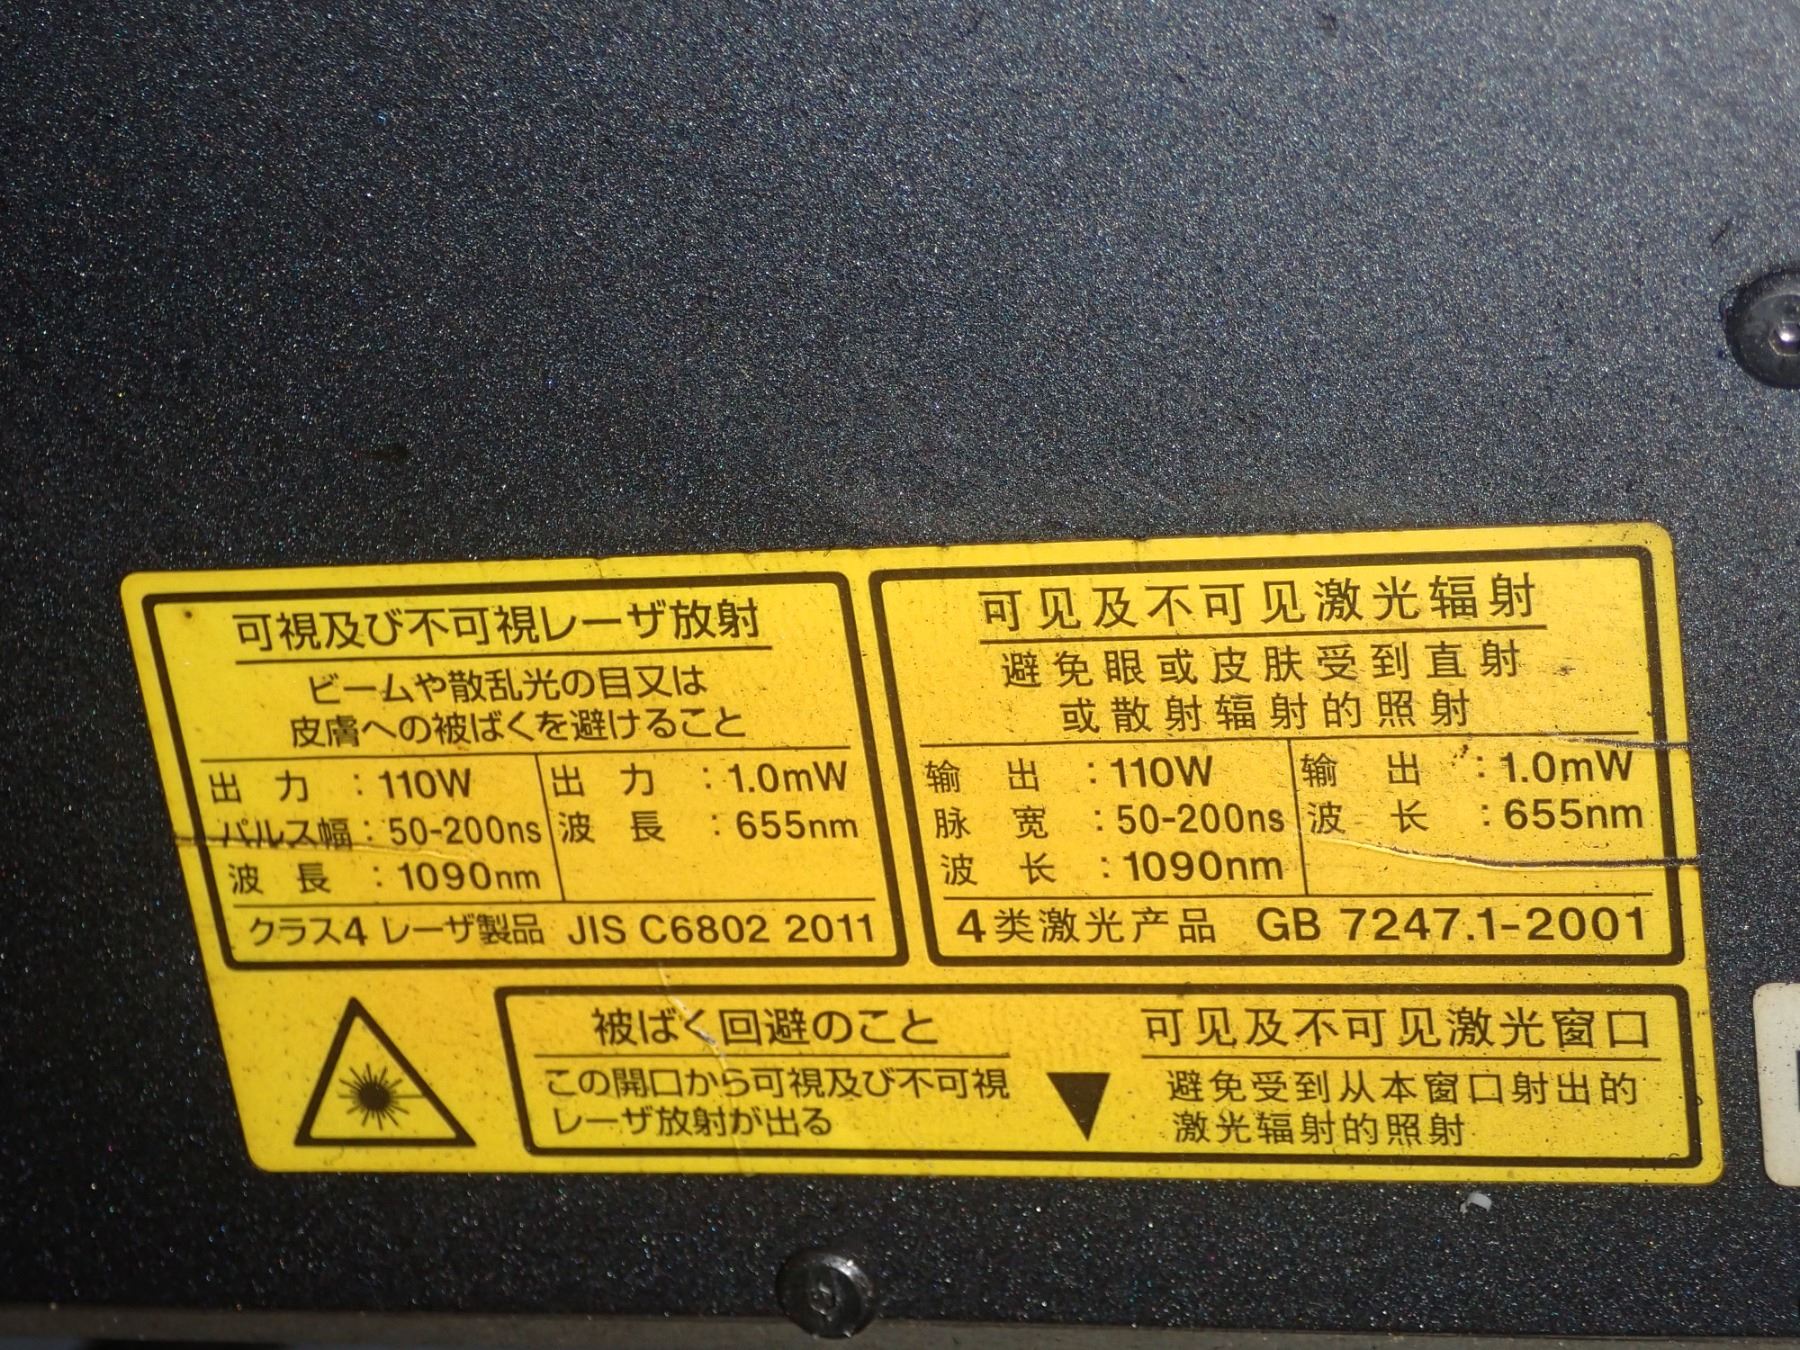 可視及び不可視レーザ放射
ビームや散乱光の目又は
皮膚への被ばくを避けること
出 力 : 110W
パルス幅 : 50-200ns
波 長 : 1090nm
出 力 : 1.0mW
波 長 : 655nm
クラス4 レーザ製品 JIS C6802 2011
可见及不可见激光辐射
避免眼或皮肤受到直射
或散射辐射的照射
输 出 : 110W
脉 宽 : 50-200ns
波 长 : 1090nm
输 出 : 1.0mW
波 长 : 655nm
4类激光产品 GB 7247.1-2001
被ばく回避のこと
この開口から可視及び不可視
レーザ放射が出る
可见及不可见激光窗口
避免受到从本窗口射出的
激光辐射的照射